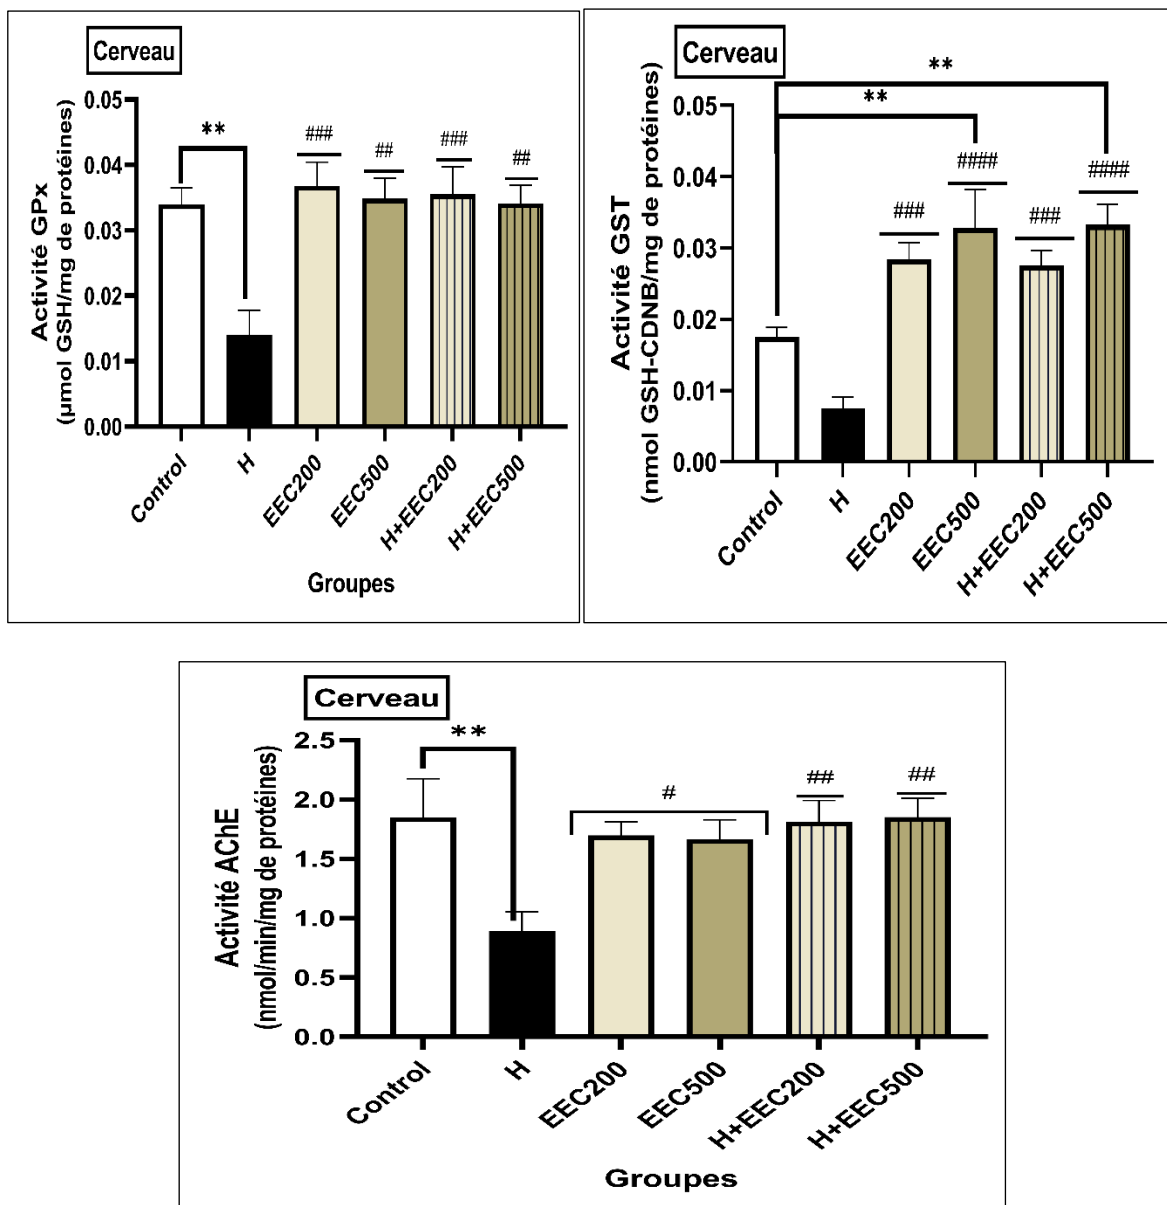 Cerveau
Activité GPx
(µmol GSH/mg de protéines)
0.05
0.04
0.03
0.02
0.01
0.00
**
###
##
###
##
Control
H
EEC200
EEC500
H+EEC200
H+EEC500
Groupes
Cerveau
Activité GST
(nmol GSH-CDNB/mg de protéines)
0.05
0.04
0.03
0.02
0.01
0.00
**
**
###
####
###
####
Control
H
EEC200
EEC500
H+EEC200
H+EEC500
Cerveau
Activité AChE
(nmol/min/mg de protéines)
2.5
2.0
1.5
1.0
0.5
0.0
**
#
##
##
Control
H
EEC200
EEC500
H+EEC200
H+EEC500
Groupes